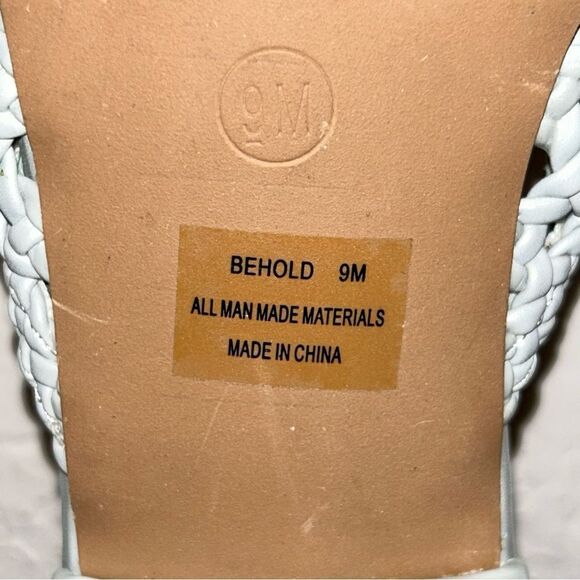 9M
BEHOLD 9M
ALL MAN MADE MATERIALS
MADE IN CHINA